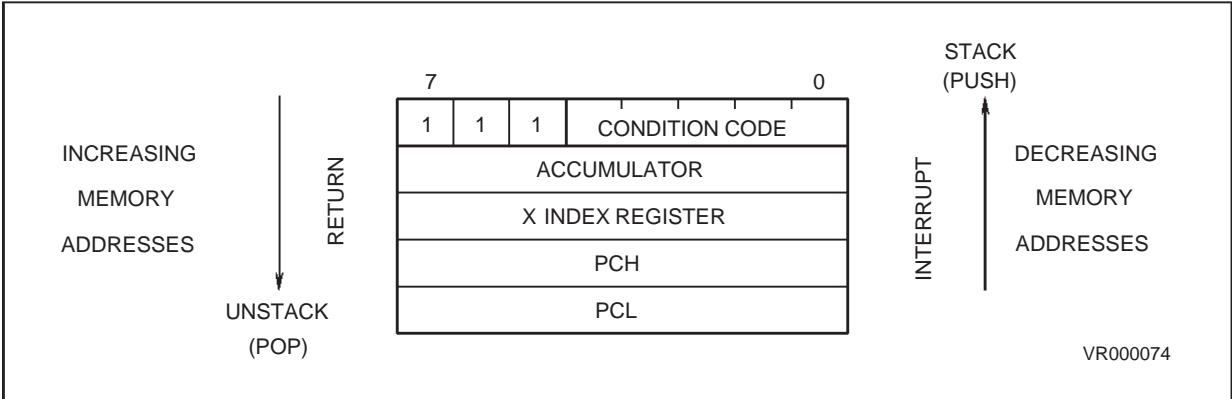 7 0
1 1 1 CONDITION CODE
ACCUMULATOR
X INDEX REGISTER
PCH
PCL
INCREASING
MEMORY
ADDRESSES
RETURN
UNSTACK
(POP)
STACK
(PUSH)
INTERRUPT
DECREASING
MEMORY
ADDRESSES
VR000074